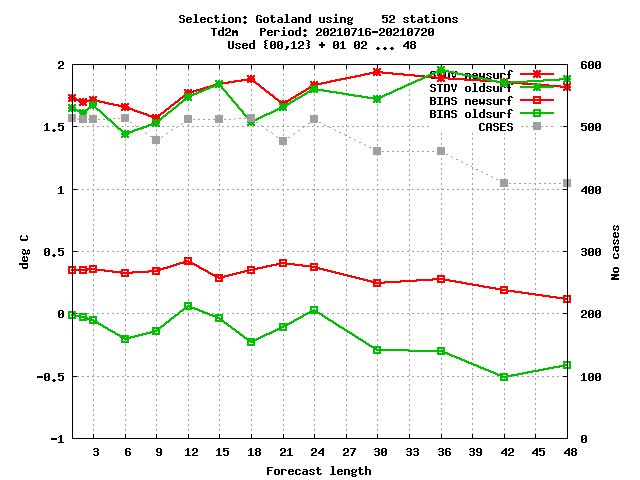 Selection: Gotaland using    52 stations
Td2m   Period: 20210716-20210720
Used {00,12} + 01 02 ... 48
STDV newsurf
STDV oldsurf
BIAS newsurf
BIAS oldsurf
CASES
2
1.5
1
0.5
0
-0.5
-1
deg C
600
500
400
300
200
100
0
No cases
3 6 9 12 15 18 21 24 27 30 33 36 39 42 45 48
Forecast length